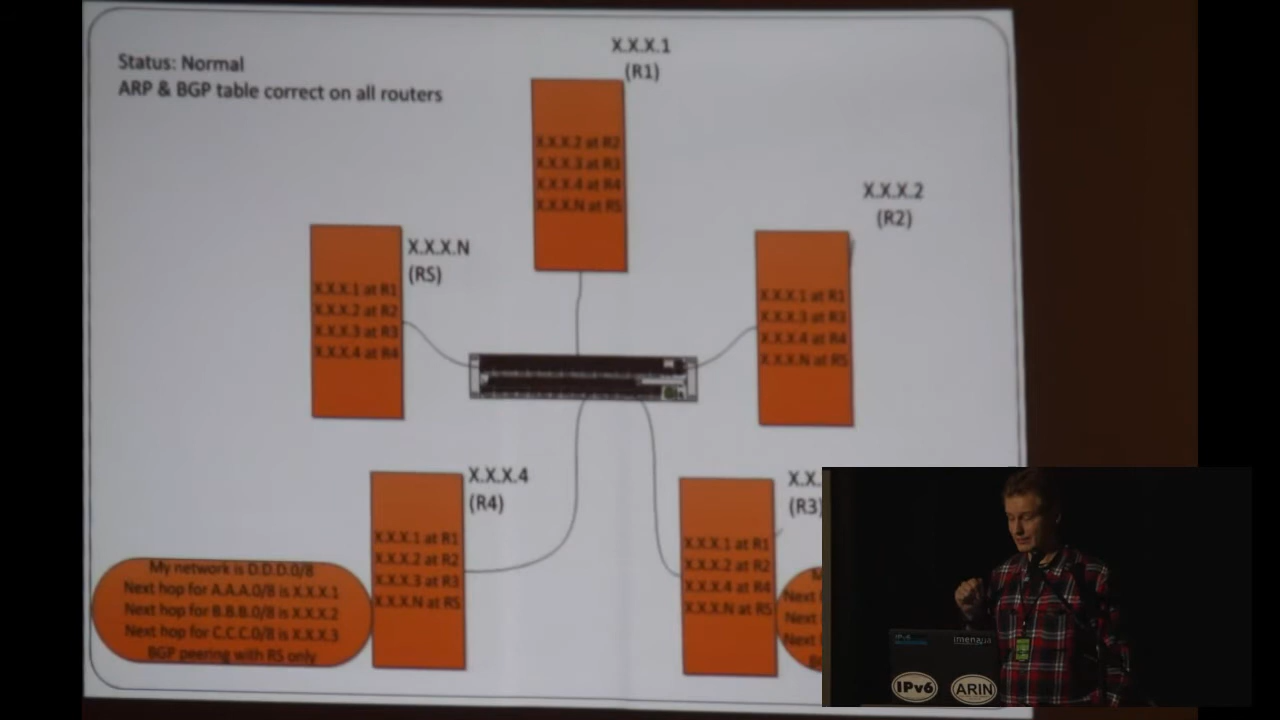 Status: Normal
ARP & BGP table correct on all routers
X.X.X.1
(R1)
X.X.X.2 at R2
X.X.X.3 at R3
X.X.X.4 at R4
X.X.X.N at RS
X.X.X.2
(R2)
X.X.X.1 at R1
X.X.X.3 at R3
X.X.X.4 at R4
X.X.X.N at RS
X.X.X.N
(RS)
X.X.X.1 at R1
X.X.X.2 at R2
X.X.X.3 at R3
X.X.X.4 at R4
X.X.X.4
(R4)
X.X.X.1 at R1
X.X.X.2 at R2
X.X.X.3 at R3
X.X.X.N at RS
My network is D.D.D.0/8
Next hop for A.A.A.0/8 is X.X.X.1
Next hop for B.B.B.0/8 is X.X.X.2
Next hop for C.C.C.0/8 is X.X.X.3
BGP peering with RS only
X.X.
(R3)
X.X.X.1 at R1
X.X.X.2 at R2
X.X.X.4 at R4
X.X.X.N at RS
Next
Next
Next
IPv6
ARIN